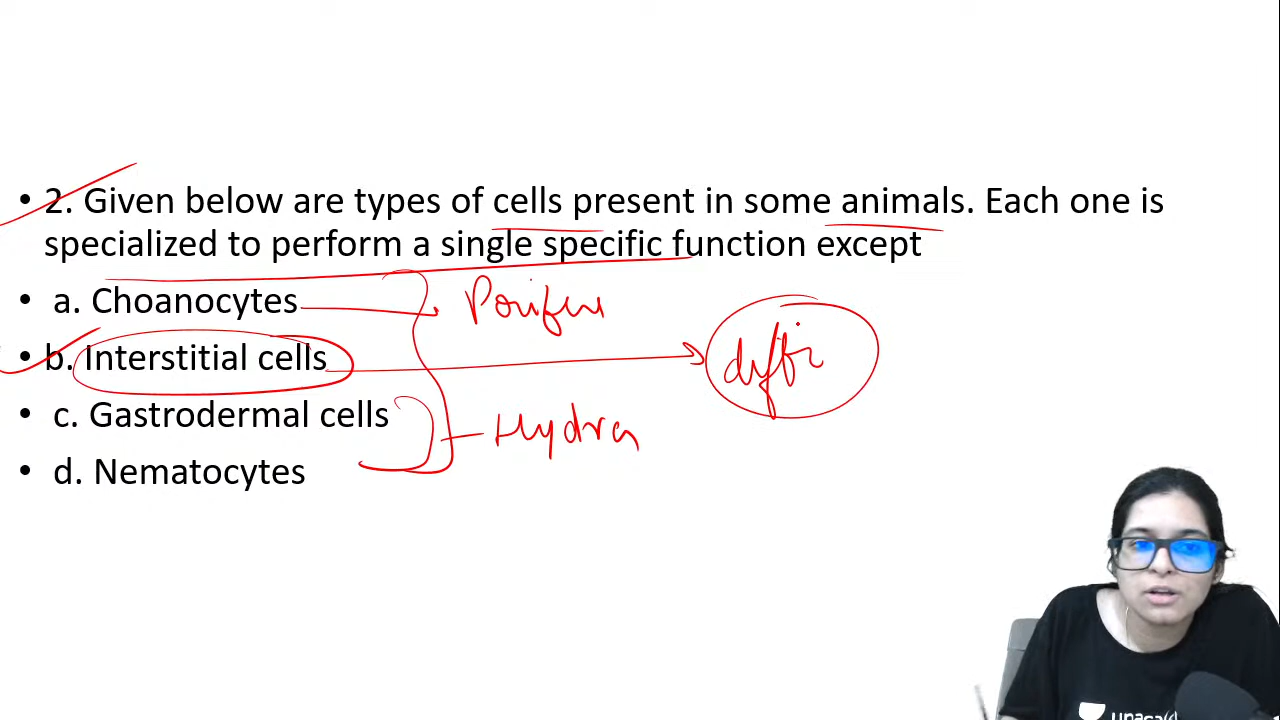 • 2. Given below are types of cells present in some animals. Each one is
specialized to perform a single specific function except
• a. Choanocytes
Porifera
• b. Interstitial cells
• c. Gastrodermal cells
Hydra
• d. Nematocytes